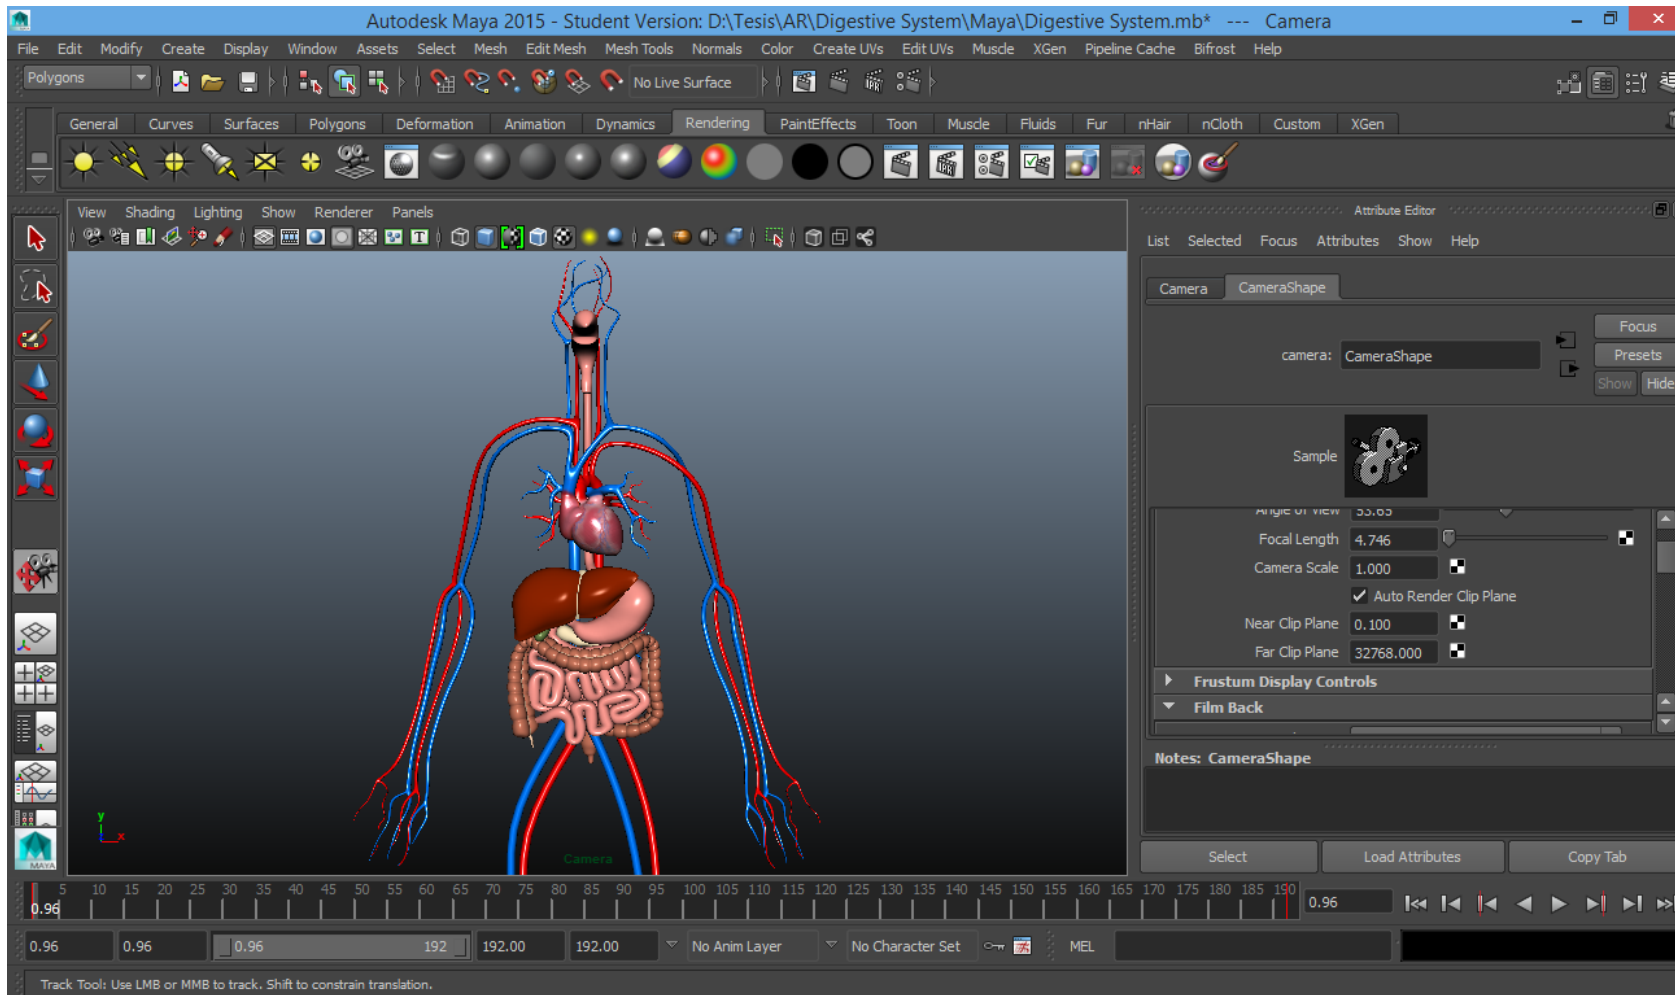 Autodesk Maya 2015 - Student Version: D:\Tesis\AR\Digestive System\Maya\Digestive System.mb*   ---   Camera
File Edit Modify Create Display Window Assets Select Mesh Edit Mesh Mesh Tools Normals Color Create UVs Edit UVs Muscle XGen Pipeline Cache Bifrost Help
Polygons No Live Surface
General Curves Surfaces Polygons Deformation Animation Dynamics Rendering PaintEffects Toon Muscle Fluids Fur nHair nCloth Custom XGen
View Shading Lighting Show Renderer Panels
Attribute Editor
List Selected Focus Attributes Show Help
Camera CameraShape
Focus
camera: CameraShape
Presets
Show Hide
Sample
Angle of View 53.65
Focal Length 4.746
Camera Scale 1.000
Auto Render Clip Plane
Near Clip Plane 0.100
Far Clip Plane 32768.000
Frustum Display Controls
Film Back
Notes: CameraShape
y
x
Camera
MAYA
Select Load Attributes Copy Tab
5 10 15 20 25 30 35 40 45 50 55 60 65 70 75 80 85 90 95 100 105 110 115 120 125 130 135 140 145 150 155 160 165 170 175 180 185 190
0.96 0.96
0.96 0.96 0.96 192 192.00 192.00 No Anim Layer No Character Set MEL
Track Tool: Use LMB or MMB to track. Shift to constrain translation.